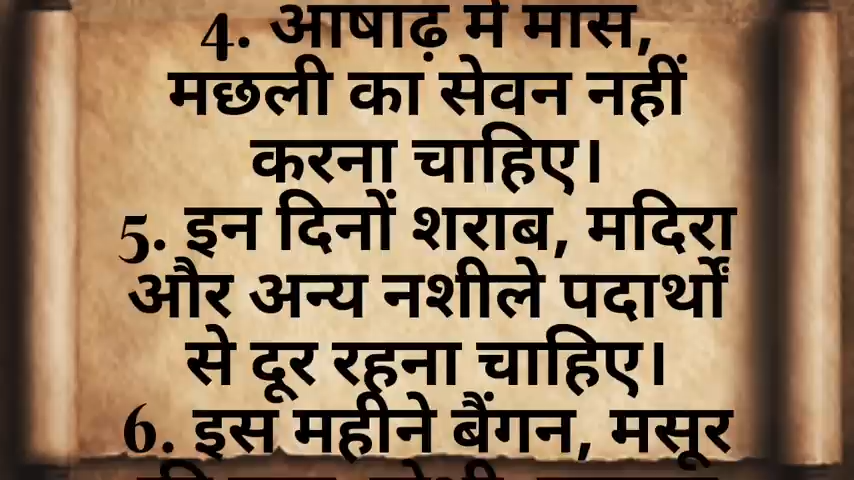 4. आषाढ़ में मास,
मछली का सेवन नहीं
करना चाहिए।
5. इन दिनों शराब, मदिरा
और अन्य नशीले पदार्थों
से दूर रहना चाहिए।
6. इस महीने बैंगन, मसूर